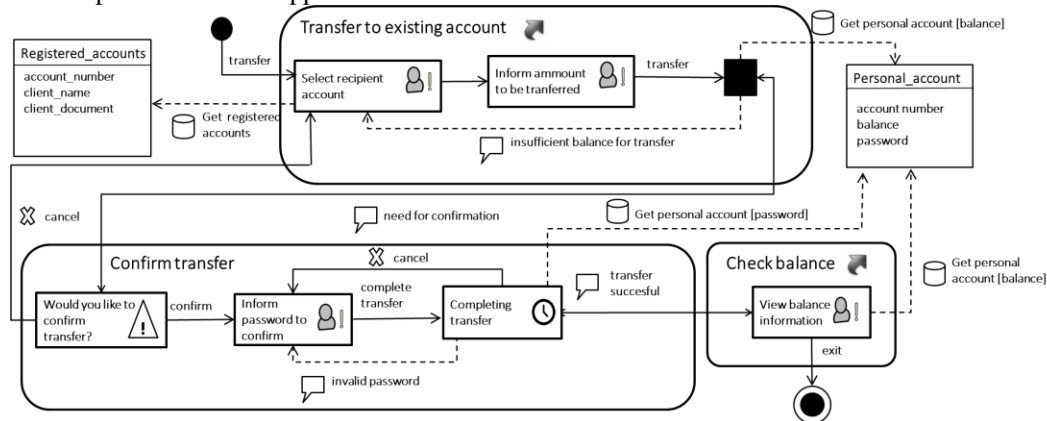 Transfer to existing account
Get personal account [balance]
Registered_accounts
account_number
client_name
client_document
transfer
Select recipient
account
Inform ammount
to be tranferred
transfer
Personal_account
account number
balance
password
Get registered
accounts
insufficient balance for transfer
cancel
need for confirmation
Get personal account [password]
Confirm transfer
cancel
Check balance
Get personal
account [balance]
Would you like to
confirm
transfer?
confirm
Inform
password to
confirm
complete
transfer
Completing
transfer
transfer
succesful
View balance
information
exit
invalid password